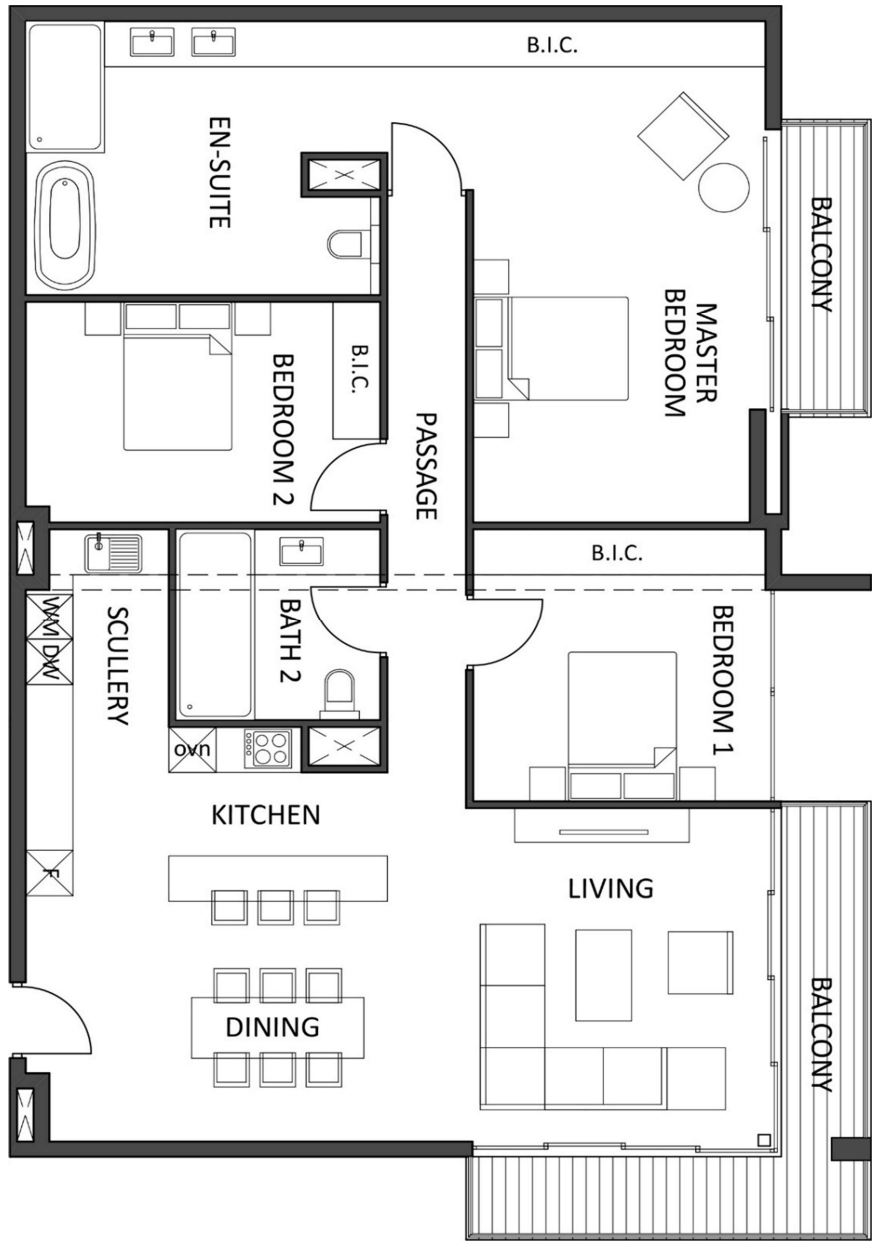 B.I.C.
EN-SUITE
BALCONY
MASTER
BEDROOM
B.I.C.
BEDROOM 2
PASSAGE
B.I.C.
WM
DW
SCULLERY
BATH 2
BEDROOM 1
ovn
KITCHEN
F
LIVING
DINING
BALCONY